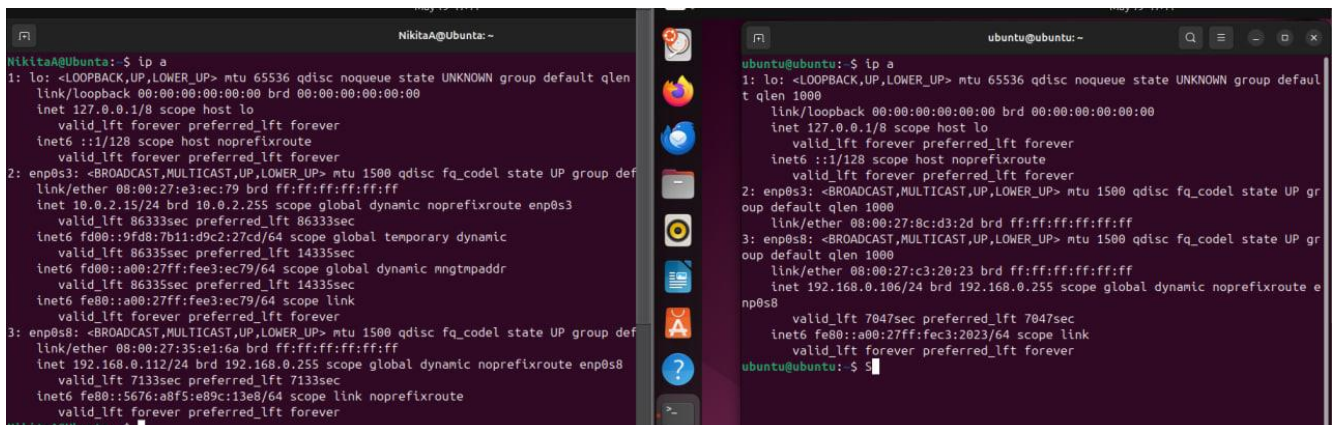 NikitaA@Ubunta: ~
NikitaA@Ubunta:~$ ip a
1: lo: <LOOPBACK,UP,LOWER_UP> mtu 65536 qdisc noqueue state UNKNOWN group default qlen
link/loopback 00:00:00:00:00:00 brd 00:00:00:00:00:00
inet 127.0.0.1/8 scope host lo
valid_lft forever preferred_lft forever
inet6 ::1/128 scope host noprefixroute
valid_lft forever preferred_lft forever
2: enp0s3: <BROADCAST,MULTICAST,UP,LOWER_UP> mtu 1500 qdisc fq_codel state UP group def
link/ether 08:00:27:e3:ec:79 brd ff:ff:ff:ff:ff:ff
inet 10.0.2.15/24 brd 10.0.2.255 scope global dynamic noprefixroute enp0s3
valid_lft 86333sec preferred_lft 86333sec
inet6 fd00::9fd8:7b11:d9c2:27cd/64 scope global temporary dynamic
valid_lft 86335sec preferred_lft 14335sec
inet6 fd00::a00:27ff:fee3:ec79/64 scope global dynamic mngtmpaddr
valid_lft 86335sec preferred_lft 14335sec
inet6 fe80::a00:27ff:fee3:ec79/64 scope link
valid_lft forever preferred_lft forever
3: enp0s8: <BROADCAST,MULTICAST,UP,LOWER_UP> mtu 1500 qdisc fq_codel state UP group def
link/ether 08:00:27:35:e1:6a brd ff:ff:ff:ff:ff:ff
inet 192.168.0.112/24 brd 192.168.0.255 scope global dynamic noprefixroute enp0s8
valid_lft 7133sec preferred_lft 7133sec
inet6 fe80::5676:a8f5:e89c:13e8/64 scope link noprefixroute
valid_lft forever preferred_lft forever
ubuntu@ubuntu: ~
ubuntu@ubuntu:~$ ip a
1: lo: <LOOPBACK,UP,LOWER_UP> mtu 65536 qdisc noqueue state UNKNOWN group defaul
t qlen 1000
link/loopback 00:00:00:00:00:00 brd 00:00:00:00:00:00
inet 127.0.0.1/8 scope host lo
valid_lft forever preferred_lft forever
inet6 ::1/128 scope host noprefixroute
valid_lft forever preferred_lft forever
2: enp0s3: <BROADCAST,MULTICAST,UP,LOWER_UP> mtu 1500 qdisc fq_codel state UP gr
oup default qlen 1000
link/ether 08:00:27:8c:d3:2d brd ff:ff:ff:ff:ff:ff
3: enp0s8: <BROADCAST,MULTICAST,UP,LOWER_UP> mtu 1500 qdisc fq_codel state UP gr
oup default qlen 1000
link/ether 08:00:27:c3:20:23 brd ff:ff:ff:ff:ff:ff
inet 192.168.0.106/24 brd 192.168.0.255 scope global dynamic noprefixroute e
np0s8
valid_lft 7047sec preferred_lft 7047sec
inet6 fe80::a00:27ff:fec3:2023/64 scope link
valid_lft forever preferred_lft forever
ubuntu@ubuntu:~$ S